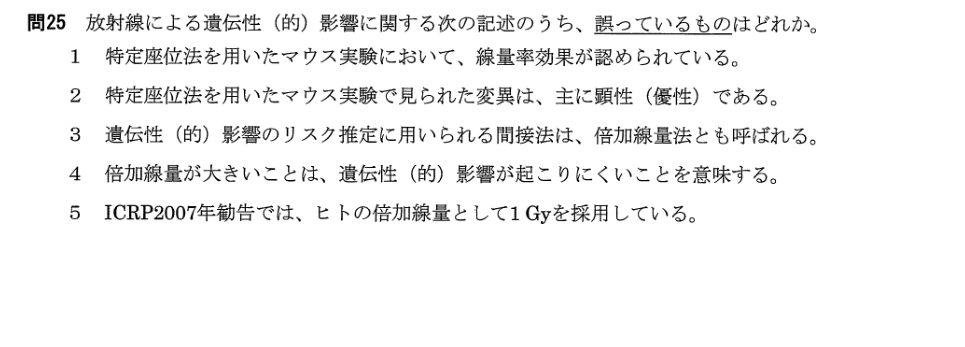 問25 放射線による遺伝性（的）影響に関する次の記述のうち、誤っているものはどれか。
1 特定座位法を用いたマウス実験において、線量率効果が認められている。
2 特定座位法を用いたマウス実験で見られた変異は、主に顕性（優性）である。
3 遺伝性（的）影響のリスク推定に用いられる間接法は、倍加線量法とも呼ばれる。
4 倍加線量が大きいことは、遺伝性（的）影響が起こりにくいことを意味する。
5 ICRP2007年勧告では、ヒトの倍加線量として1 Gyを採用している。